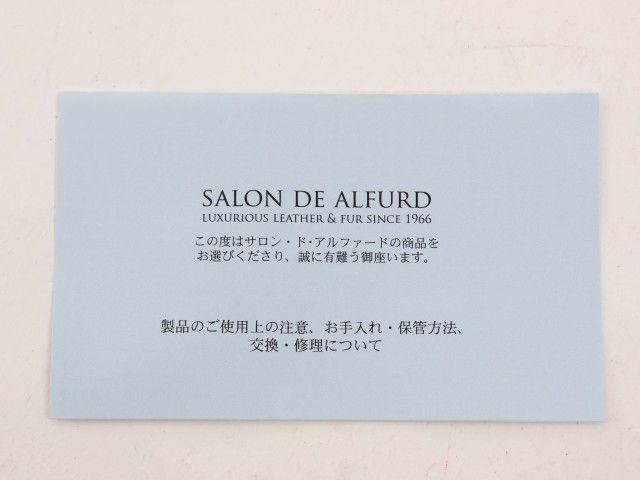 SALON DE ALFURD
LUXURIOUS LEATHER & FUR SINCE 1966
この度はサロン・ド・アルファードの商品を
お選びくださり、誠に有難う御座います。
製品のご使用上の注意、お手入れ・保管方法、
交換・修理について